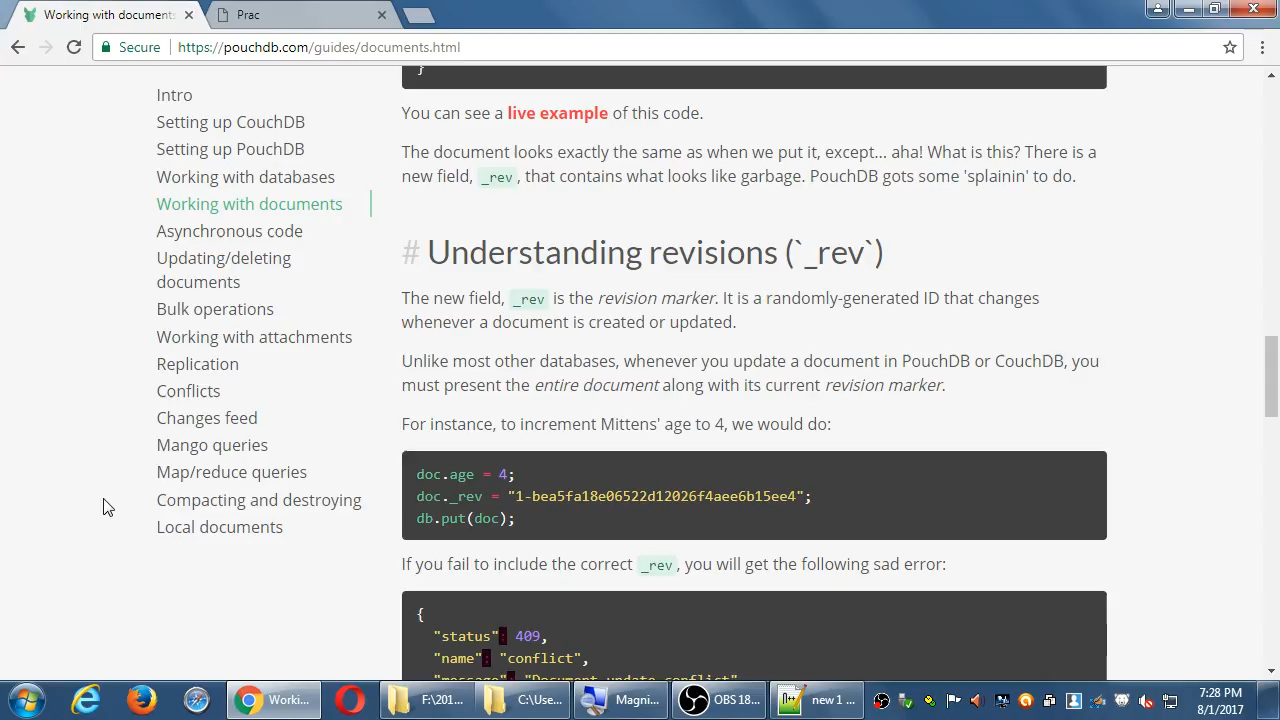 Working with documents
Prac
Secure
https://pouchdb.com/guides/documents.html
Intro
Setting up CouchDB
Setting up PouchDB
Working with databases
Working with documents
Asynchronous code
Updating/deleting
documents
Bulk operations
Working with attachments
Replication
Conflicts
Changes feed
Mango queries
Map/reduce queries
Compacting and destroying
Local documents
}
You can see a live example of this code.
The document looks exactly the same as when we put it, except... aha! What is this? There is a
new field, _rev, that contains what looks like garbage. PouchDB gots some 'splainin' to do.
# Understanding revisions (`_rev`)
The new field, _rev is the revision marker. It is a randomly-generated ID that changes
whenever a document is created or updated.
Unlike most other databases, whenever you update a document in PouchDB or CouchDB, you
must present the entire document along with its current revision marker.
For instance, to increment Mittens' age to 4, we would do:
doc.age = 4;
doc._rev = "1-bea5fa18e06522d12026f4aee6b15ee4";
db.put(doc);
If you fail to include the correct _rev, you will get the following sad error:
{
"status": 409,
"name": "conflict",
"message": "Document update conflict"
Worki...
F:\201...
C:\Use...
Magni...
OBS 18...
new 1 ...
7:28 PM
8/1/2017